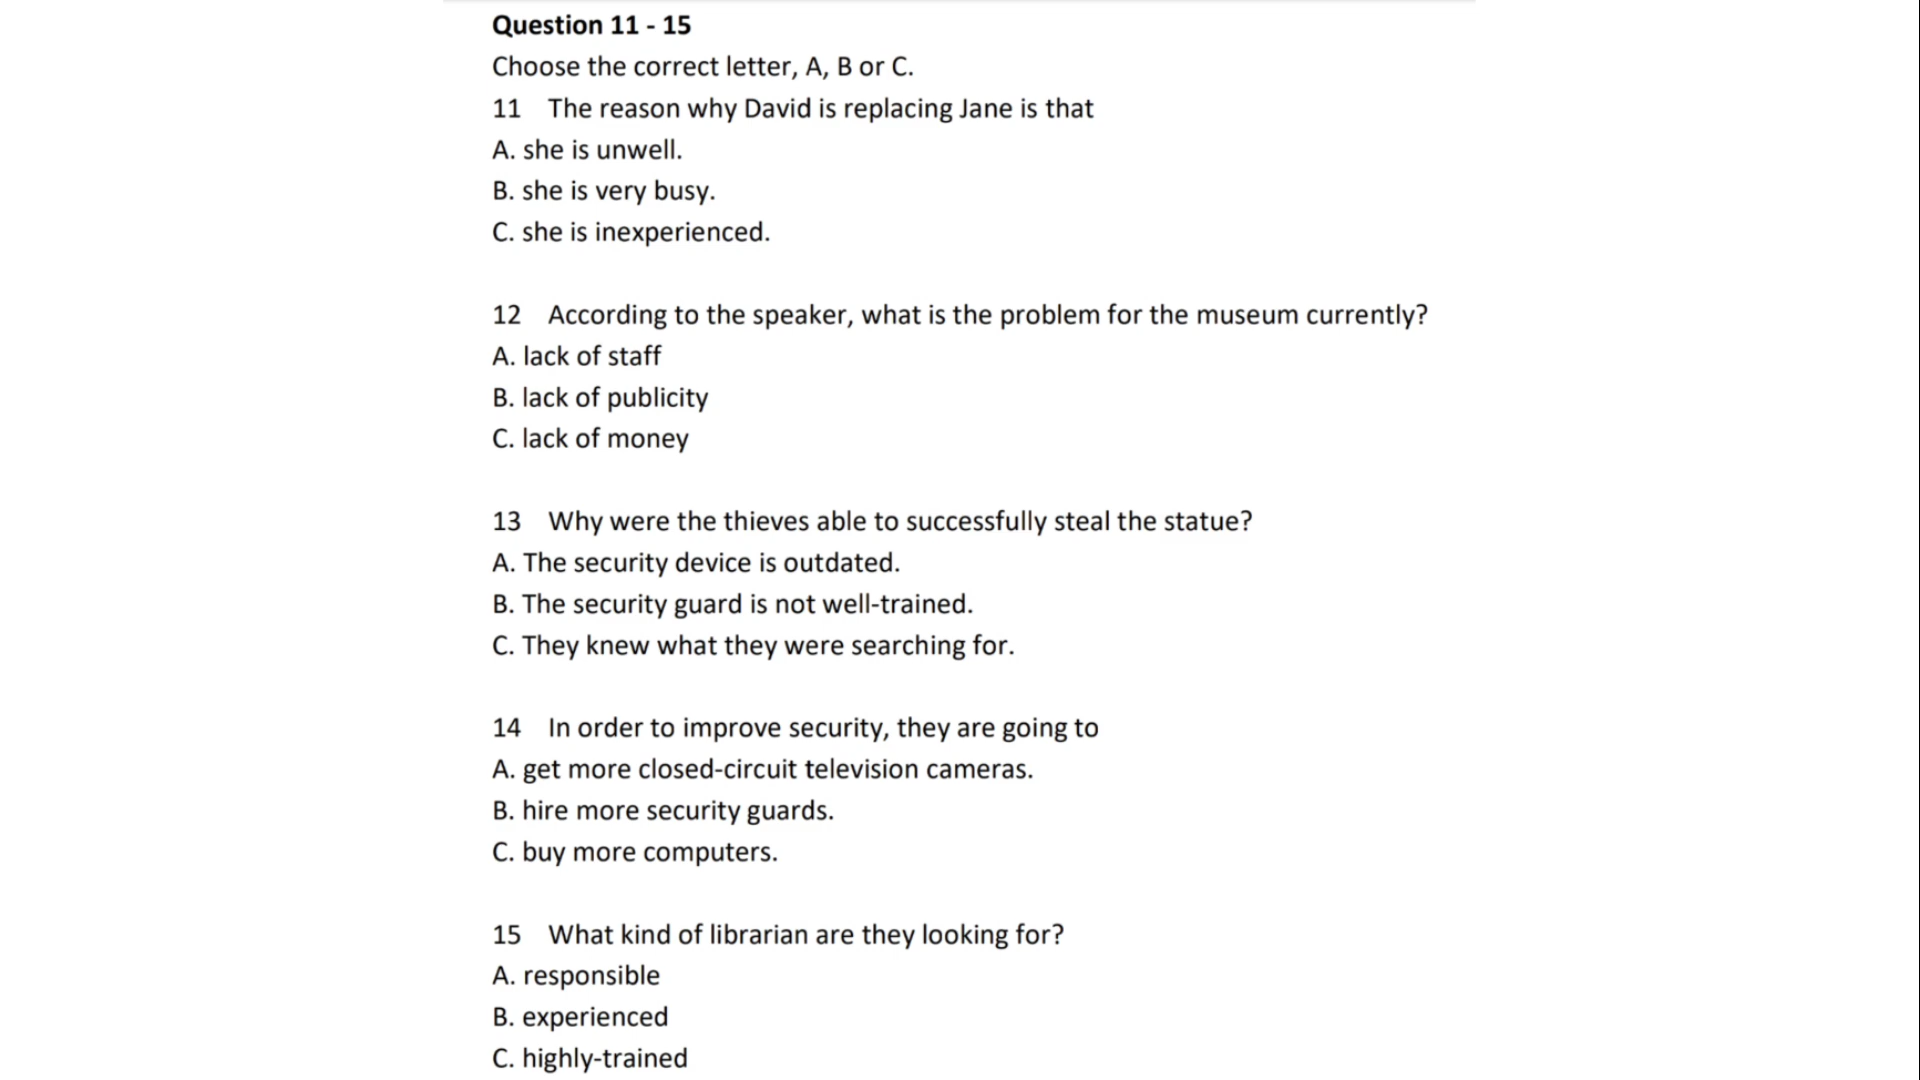 Question 11 - 15
Choose the correct letter, A, B or C.
11 The reason why David is replacing Jane is that
A. she is unwell.
B. she is very busy.
C. she is inexperienced.
12 According to the speaker, what is the problem for the museum currently?
A. lack of staff
B. lack of publicity
C. lack of money
13 Why were the thieves able to successfully steal the statue?
A. The security device is outdated.
B. The security guard is not well-trained.
C. They knew what they were searching for.
14 In order to improve security, they are going to
A. get more closed-circuit television cameras.
B. hire more security guards.
C. buy more computers.
15 What kind of librarian are they looking for?
A. responsible
B. experienced
C. highly-trained